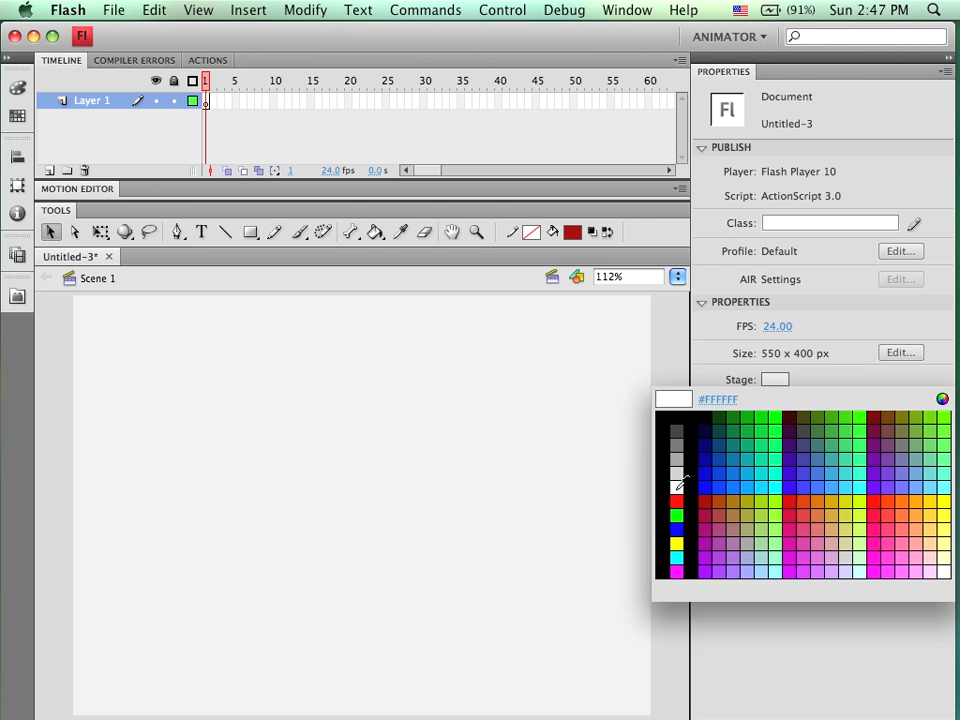 Flash File Edit View Insert Modify Text Commands Control Debug Window Help (91%) Sun 2:47 PM
Fl ANIMATOR
TIMELINE COMPILER ERRORS ACTIONS
1 5 10 15 20 25 30 35 40 45 50 55 60
Layer 1
1 24.0 fps 0.0 s
MOTION EDITOR
TOOLS
T
Untitled-3*
Scene 1 112%
PROPERTIES
Fl
Document
Untitled-3
PUBLISH
Player: Flash Player 10
Script: ActionScript 3.0
Class:
Profile: Default Edit...
AIR Settings Edit...
PROPERTIES
FPS: 24.00
Size: 550 x 400 px Edit...
Stage:
#FFFFFF